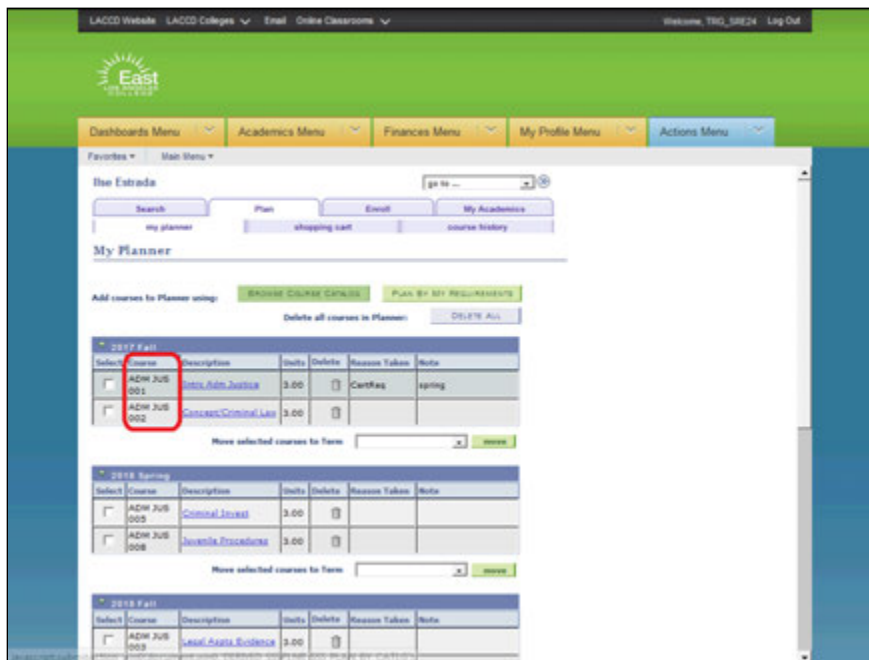 LACCD Website LACCD Colleges Email Online Classrooms Welcome, TRG_SRE24 Log Out
East
LOS ANGELES
COLLEGE
Dashboards Menu Academics Menu Finances Menu My Profile Menu Actions Menu
Favorites Main Menu
Ilse Estrada go to ...
Search Plan Enroll My Academics
my planner shopping cart course history
My Planner
Add courses to Planner using: BROWSE COURSE CATALOG PLAN BY MY REQUIREMENTS
Delete all courses in Planner: DELETE ALL
2017 Fall
Select Course Description Units Delete Reason Taken Note
ADM JUS 001 Intro Adm Justice 3.00 CertReq spring
ADM JUS 002 Concept/Criminal Law 3.00
Move selected courses to Term move
2018 Spring
Select Course Description Units Delete Reason Taken Note
ADM JUS 005 Criminal Invest 3.00
ADM JUS 008 Juvenile Procedures 3.00
Move selected courses to Term move
2018 Fall
Select Course Description Units Delete Reason Taken Note
ADM JUS 003 Legal Aspts Evidence 3.00